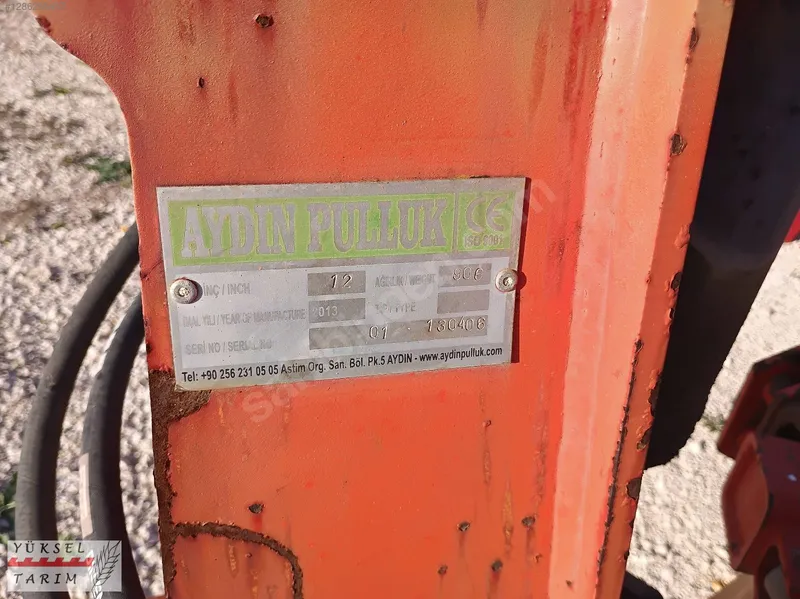 AYDIN PULLUK CE
ISO 9001
İNÇ / INCH 12 AĞIRLIK / WEIGHT
İMAL YILI / YEAR OF MANUFACTURE 013 TİP / TYPE
SERİ NO / SERIAL No 01 - 130406
Tel: +90 256 231 05 05 Astim Org. San. Böl. Pk.5 AYDIN - www.aydinpulluk.com
YÜKSEL
TARIM